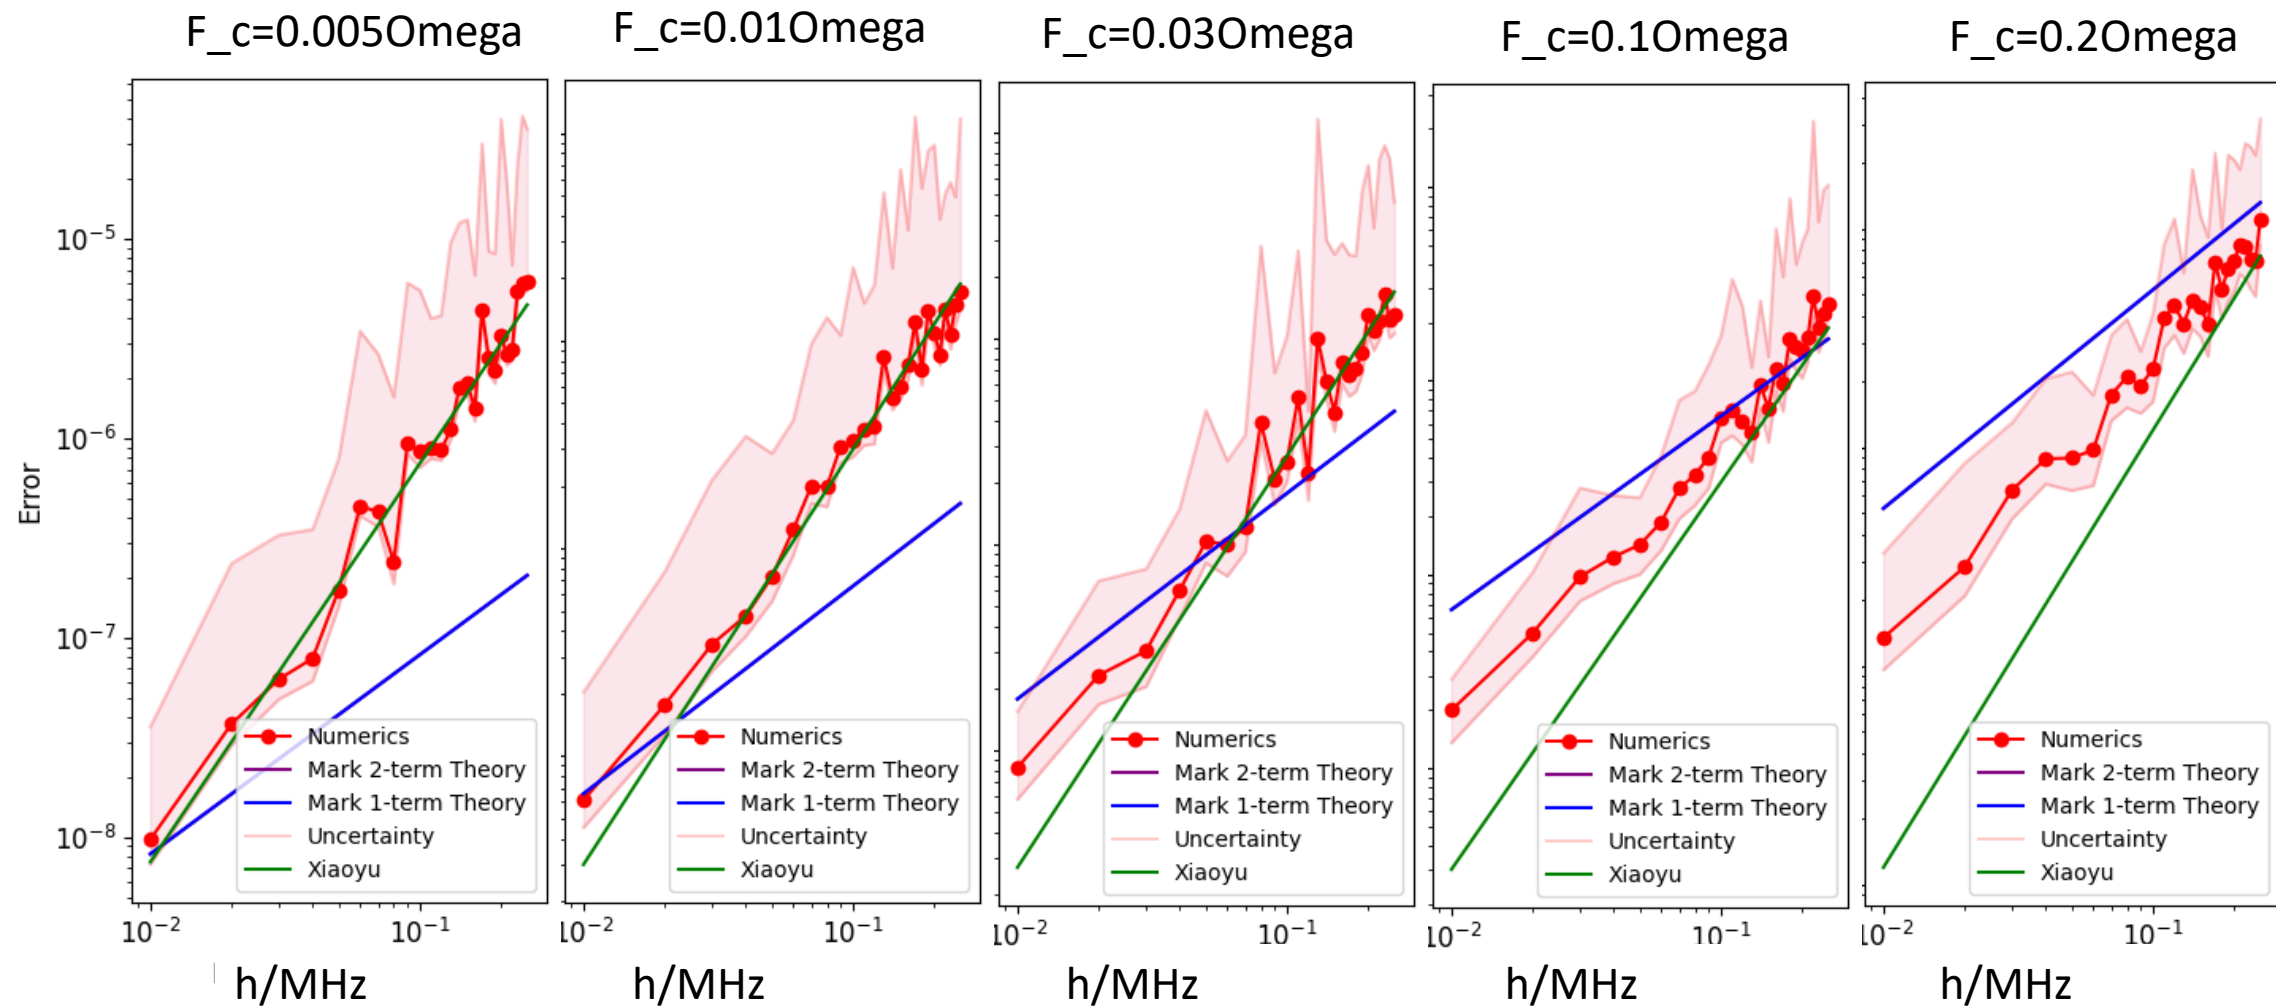 F_c=0.005Omega
F_c=0.01Omega
F_c=0.03Omega
F_c=0.1Omega
F_c=0.2Omega
Error
10^-5
10^-6
10^-7
10^-8
Numerics
Mark 2-term Theory
Mark 1-term Theory
Uncertainty
Xiaoyu
Numerics
Mark 2-term Theory
Mark 1-term Theory
Uncertainty
Xiaoyu
Numerics
Mark 2-term Theory
Mark 1-term Theory
Uncertainty
Xiaoyu
Numerics
Mark 2-term Theory
Mark 1-term Theory
Uncertainty
Xiaoyu
Numerics
Mark 2-term Theory
Mark 1-term Theory
Uncertainty
Xiaoyu
10^-2 10^-1
10^-2 10^-1
10^-2 10^-1
10^-2 10^-1
10^-2 10^-1
h/MHz
h/MHz
h/MHz
h/MHz
h/MHz